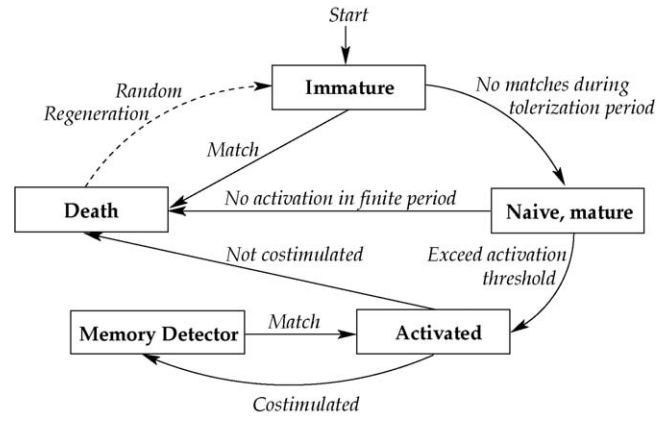 Start
Immature
Random
Regeneration
No matches during
tolerization period
Match
Death
No activation in finite period
Naive, mature
Not costimulated
Exceed activation
threshold
Memory Detector
Match
Activated
Costimulated